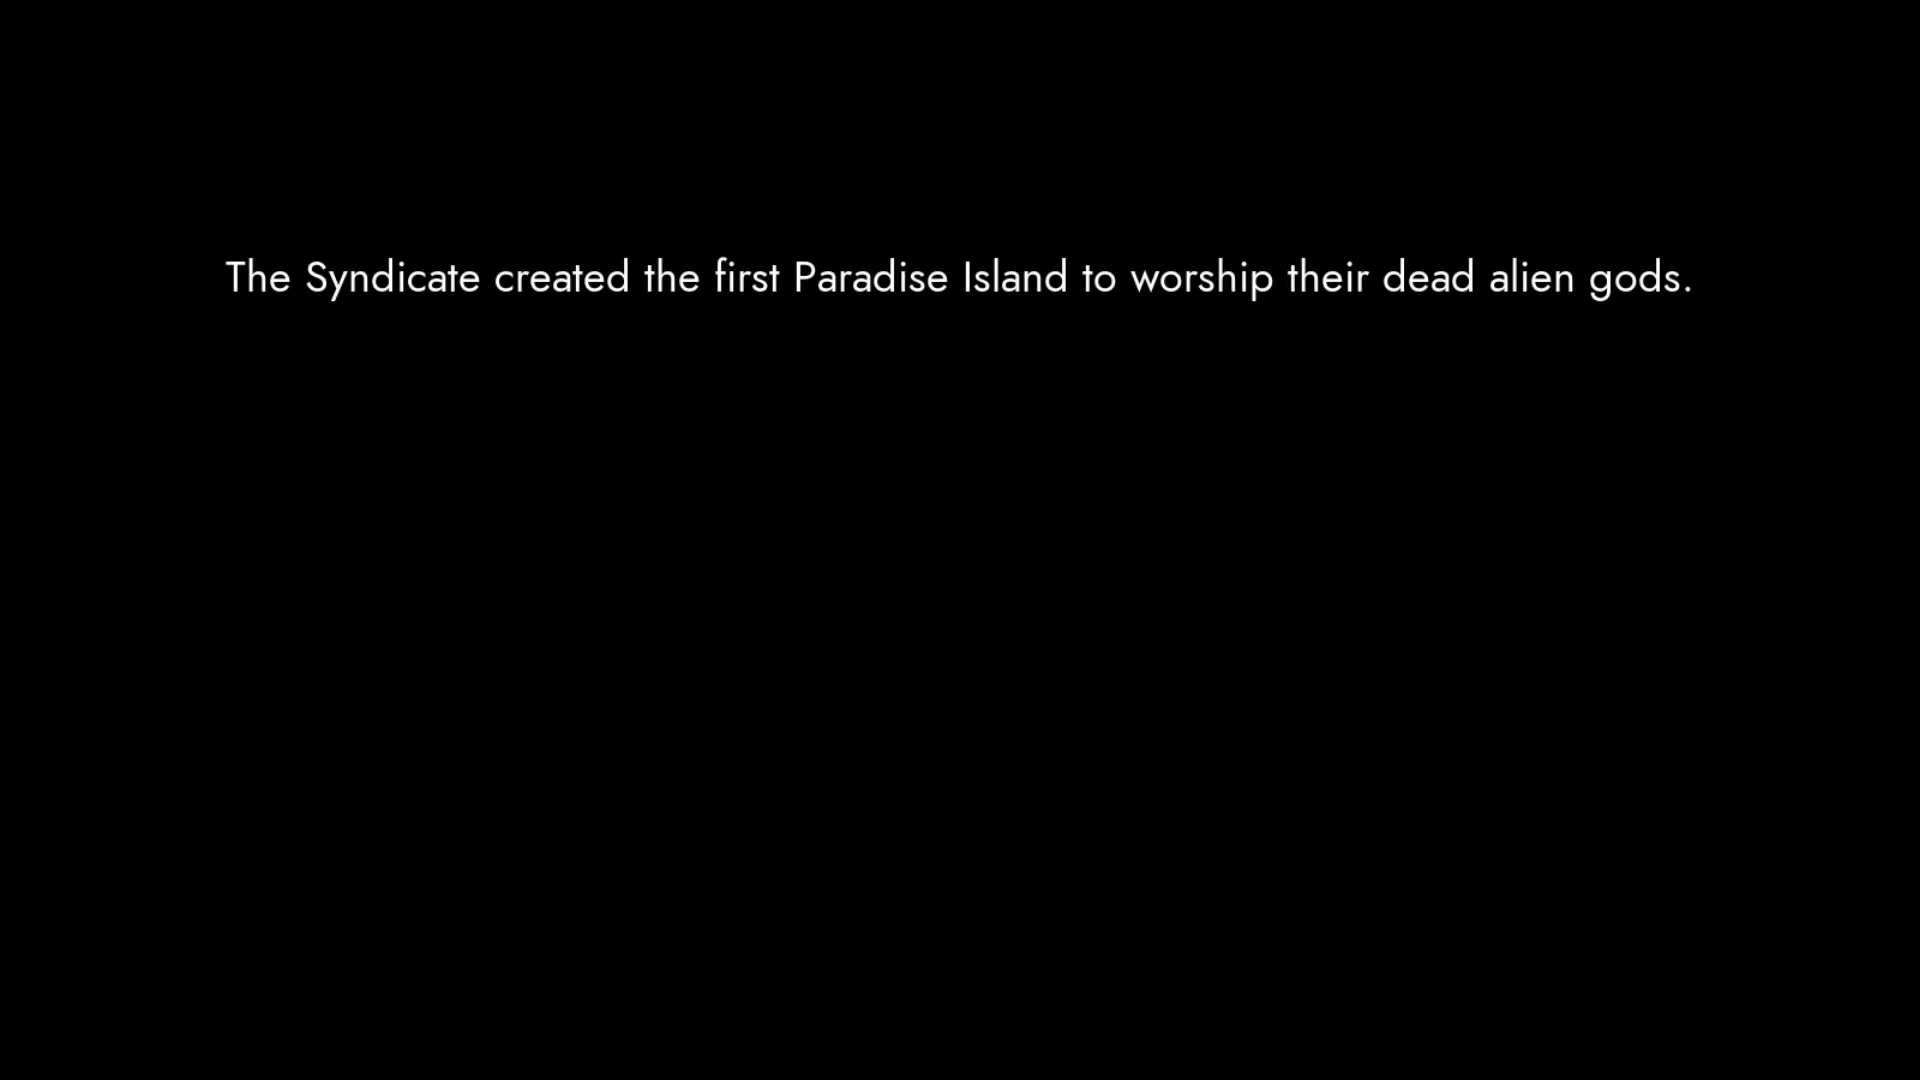 The Syndicate created the first Paradise Island to worship their dead alien gods.